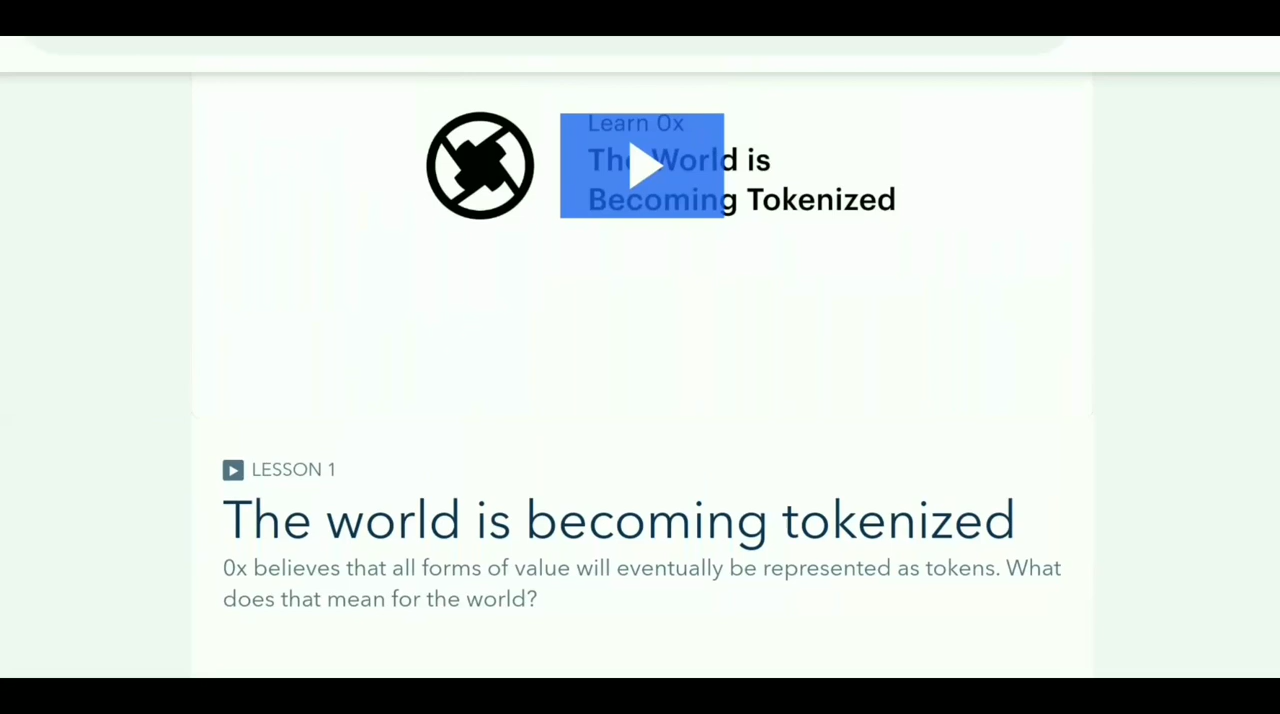 Learn 0x
The World is
Becoming Tokenized
LESSON 1
The world is becoming tokenized
0x believes that all forms of value will eventually be represented as tokens. What
does that mean for the world?